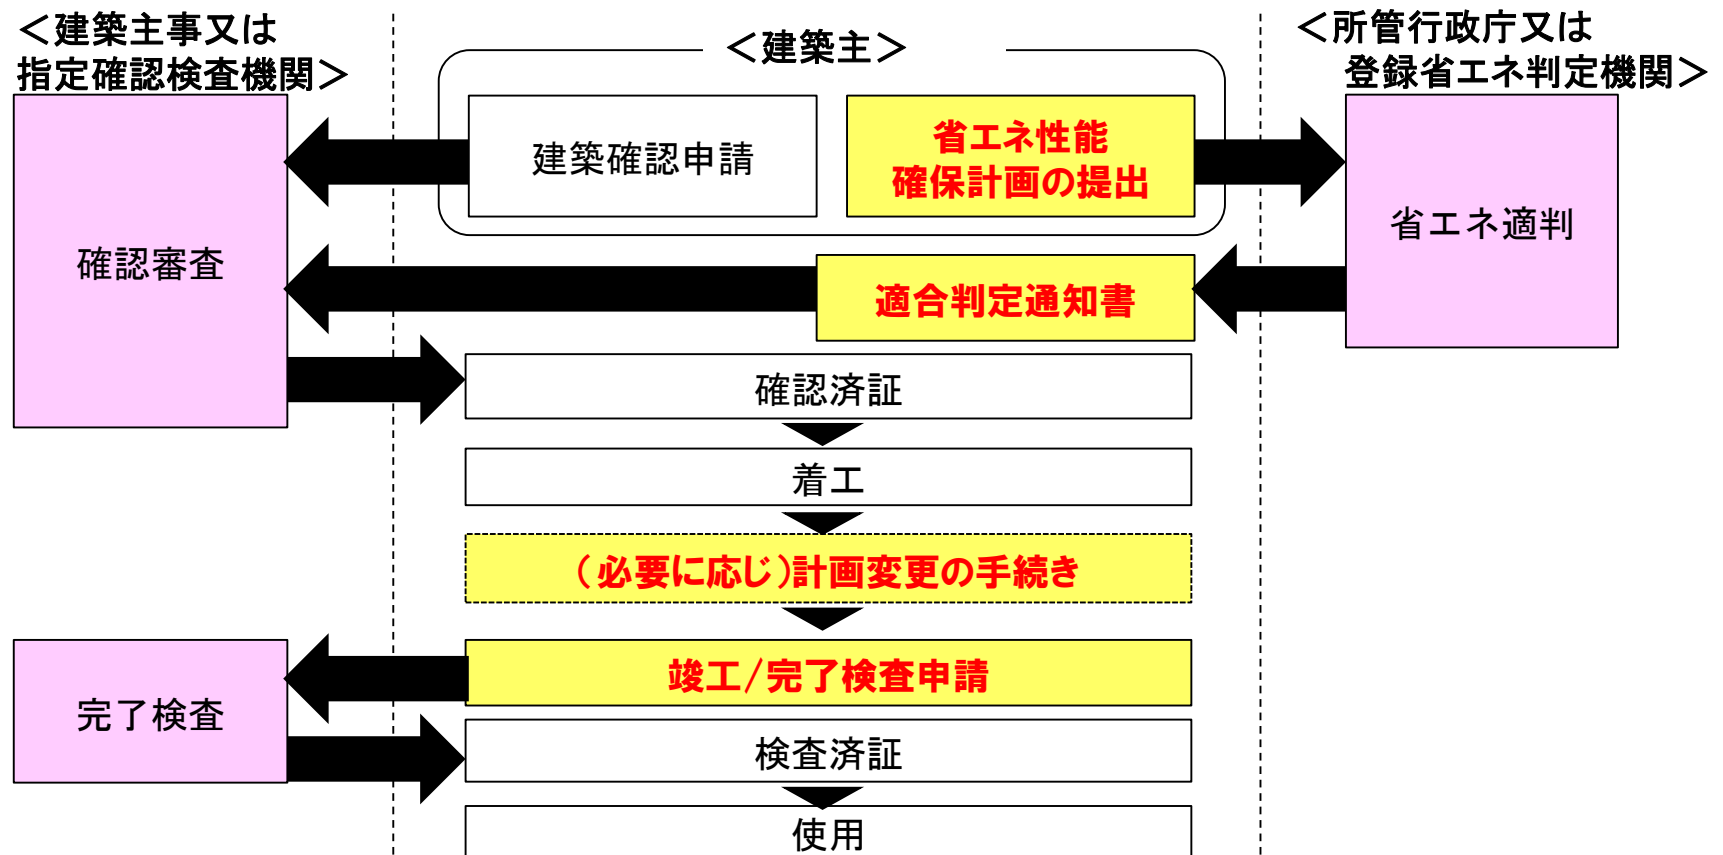 ＜建築主事又は
指定確認検査機関＞
＜建築主＞
＜所管行政庁又は
登録省エネ判定機関＞
建築確認申請
省エネ性能
確保計画の提出
確認審査
省エネ適判
適合判定通知書
確認済証
着工
（必要に応じ）計画変更の手続き
竣工/完了検査申請
完了検査
検査済証
使用